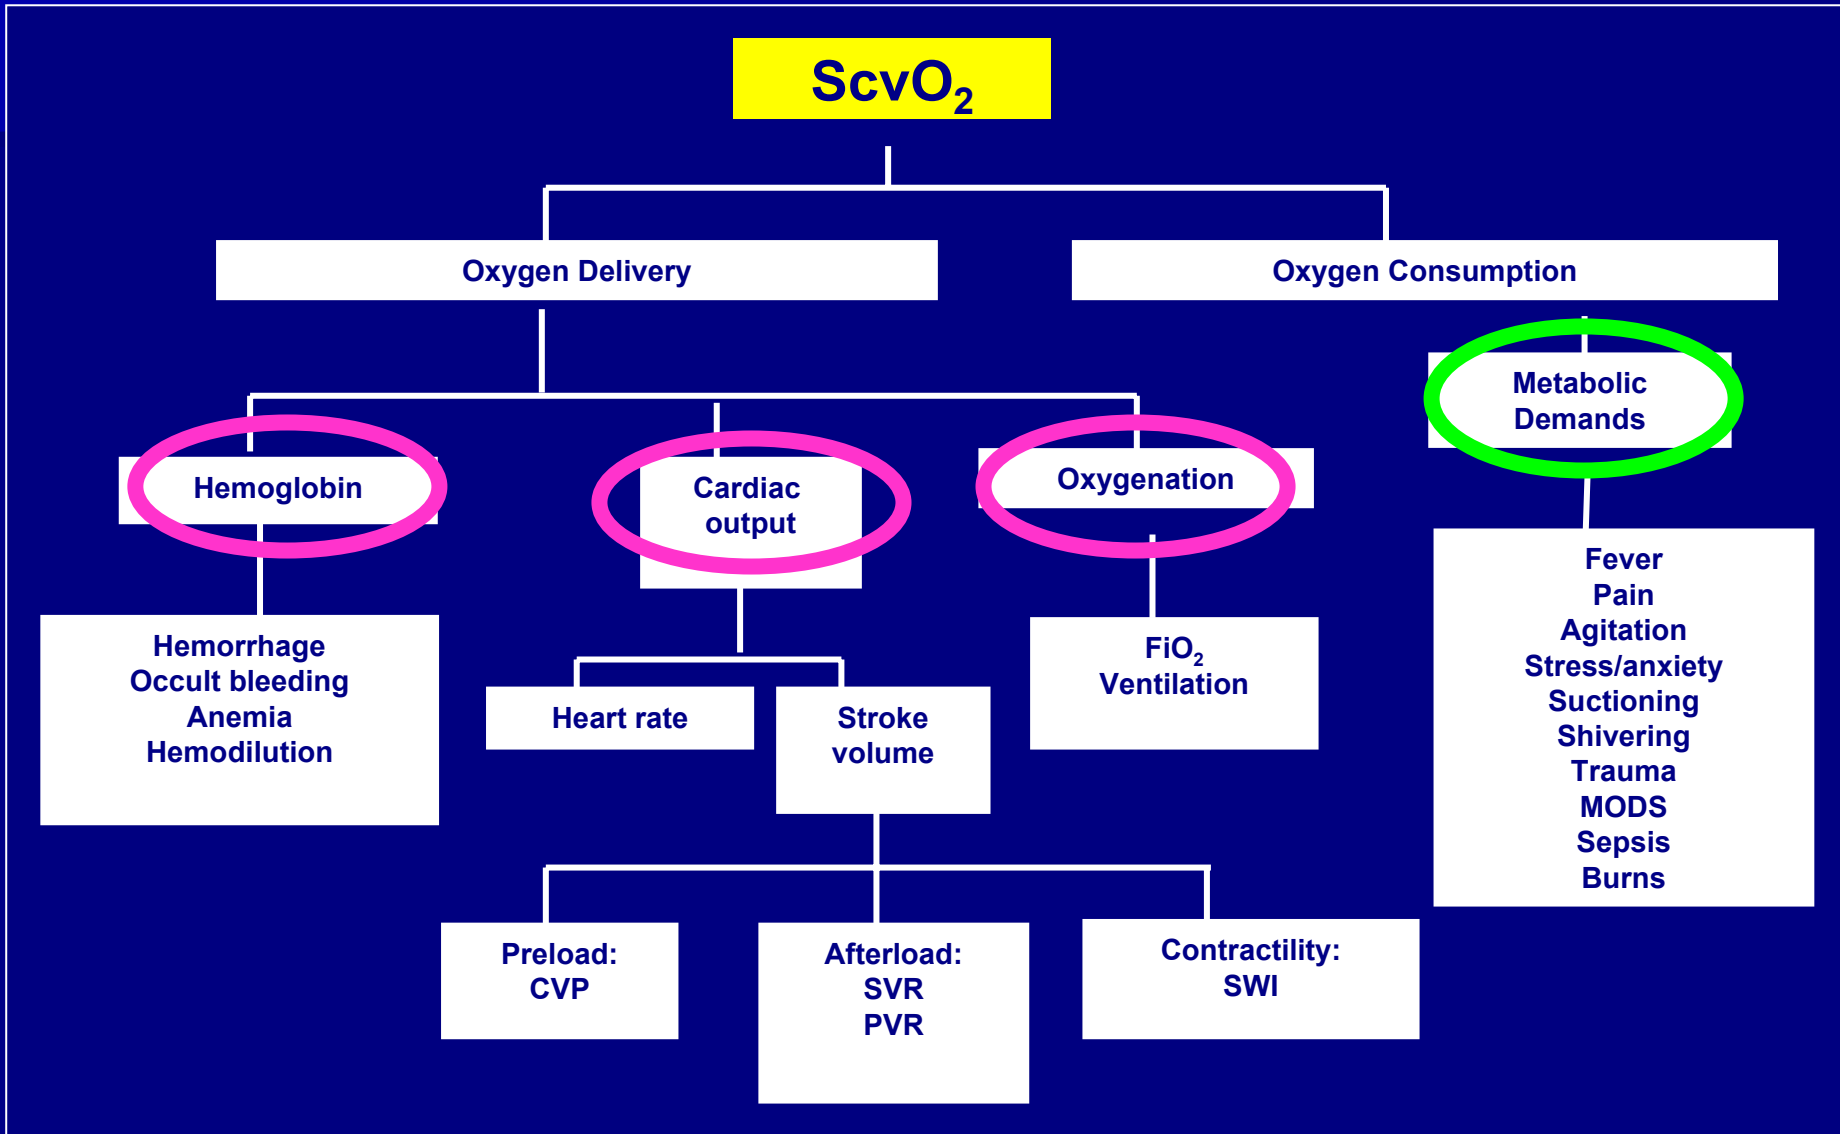 ScvO₂
Oxygen Delivery
Oxygen Consumption
Hemoglobin
Cardiac
output
Oxygenation
Metabolic
Demands
Hemorrhage
Occult bleeding
Anemia
Hemodilution
Heart rate
Stroke
volume
FiO₂
Ventilation
Fever
Pain
Agitation
Stress/anxiety
Suctioning
Shivering
Trauma
MODS
Sepsis
Burns
Preload:
CVP
Afterload:
SVR
PVR
Contractility:
SWI